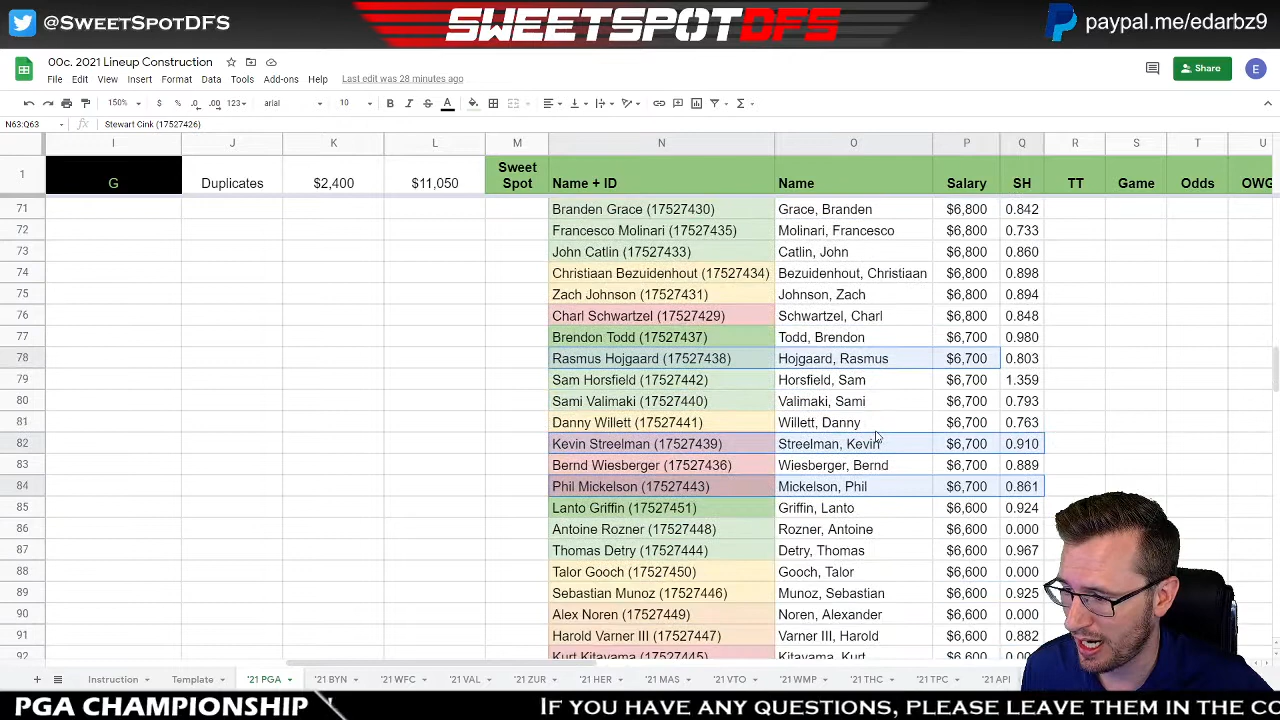 @SweetSpotDFS
SWEETSPOTDFS
paypal.me/edarbz9
00c. 2021 Lineup Construction
File Edit View Insert Format Data Tools Add-ons Help Last edit was 28 minutes ago
Share
E
150% $ % .0 .00 123 arial 10
N63:Q63 fx Stewart Cink (17527426)
I J K L M N O P Q R S T U
1 G Duplicates $2,400 $11,050 Sweet Spot Name + ID Name Salary SH TT Game Odds OWG
71 Branden Grace (17527430) Grace, Branden $6,800 0.842
72 Francesco Molinari (17527435) Molinari, Francesco $6,800 0.733
73 John Catlin (17527433) Catlin, John $6,800 0.860
74 Christiaan Bezuidenhout (17527434) Bezuidenhout, Christiaan $6,800 0.898
75 Zach Johnson (17527431) Johnson, Zach $6,800 0.894
76 Charl Schwartzel (17527429) Schwartzel, Charl $6,800 0.848
77 Brendon Todd (17527437) Todd, Brendon $6,700 0.980
78 Rasmus Hojgaard (17527438) Hojgaard, Rasmus $6,700 0.803
79 Sam Horsfield (17527442) Horsfield, Sam $6,700 1.359
80 Sami Valimaki (17527440) Valimaki, Sami $6,700 0.793
81 Danny Willett (17527441) Willett, Danny $6,700 0.763
82 Kevin Streelman (17527439) Streelman, Kevin $6,700 0.910
83 Bernd Wiesberger (17527436) Wiesberger, Bernd $6,700 0.889
84 Phil Mickelson (17527443) Mickelson, Phil $6,700 0.861
85 Lanto Griffin (17527451) Griffin, Lanto $6,600 0.924
86 Antoine Rozner (17527448) Rozner, Antoine $6,600 0.000
87 Thomas Detry (17527444) Detry, Thomas $6,600 0.967
88 Talor Gooch (17527450) Gooch, Talor $6,600 0.000
89 Sebastian Munoz (17527446) Munoz, Sebastian $6,600 0.925
90 Alex Noren (17527449) Noren, Alexander $6,600 0.000
91 Harold Varner III (17527447) Varner III, Harold $6,600 0.882
92 Kurt Kitayama (17527445) Kitayama, Kurt $6,600
Instruction Template '21 PGA '21 BYN '21 WFC '21 VAL '21 ZUR '21 HER '21 MAS '21 VTO '21 WMP '21 THC '21 TPC '21 API
PGA CHAMPIONSHIP
IF YOU HAVE ANY QUESTIONS, PLEASE LEAVE THEM IN THE CO